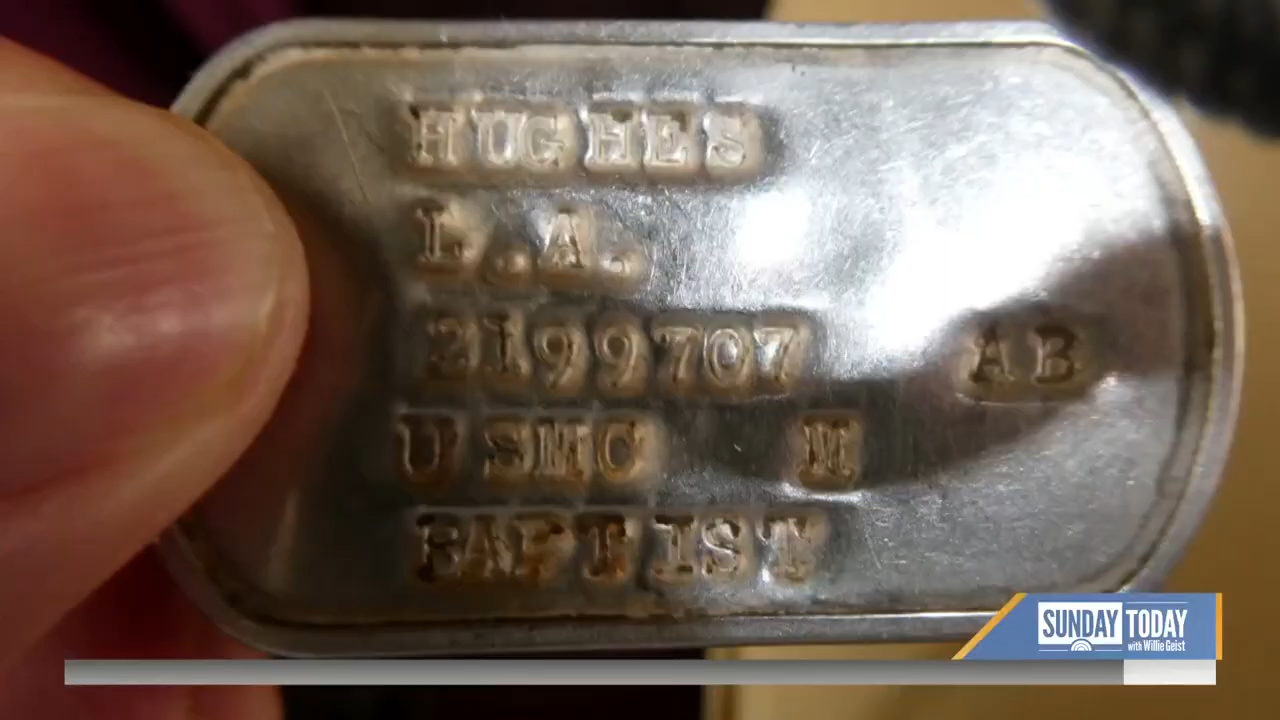 HUGHES
L.A.
2199707 AB
USMC M
BAPTIST
SUNDAY TODAY
with Willie Geist